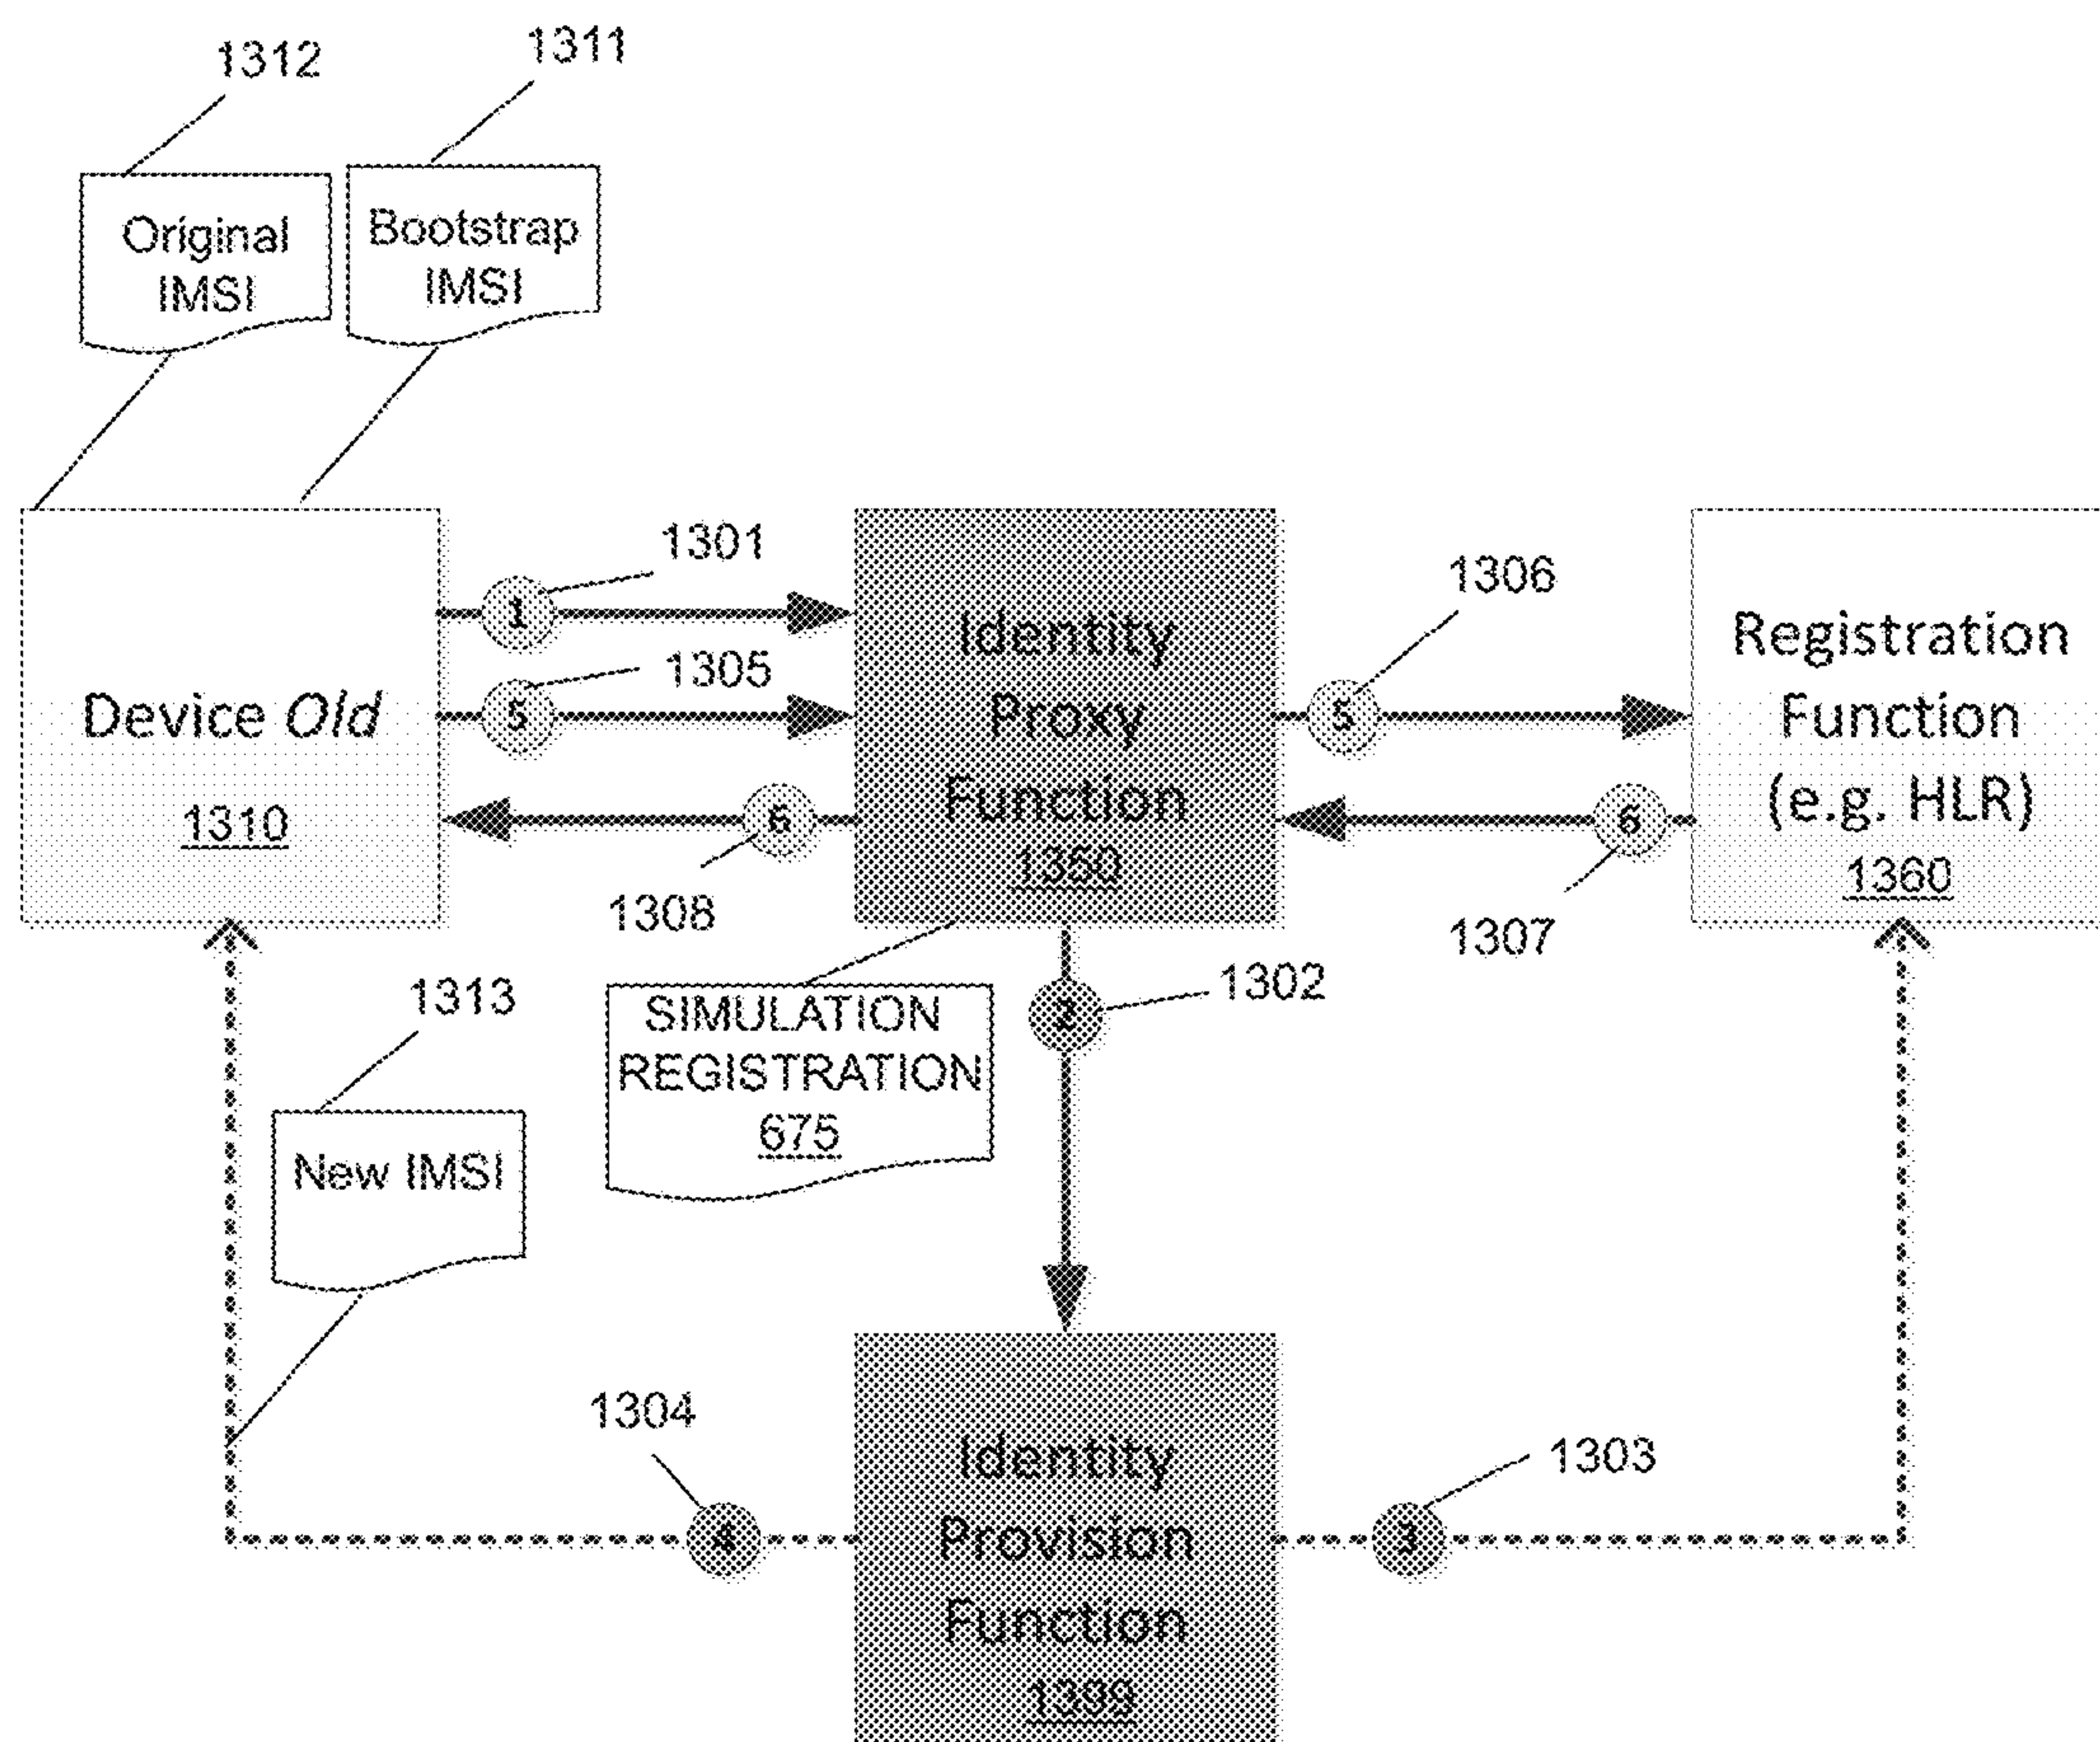 1312
1311
Original
IMSI
Bootstrap
IMSI
1301
1
1305
5
Device Old
1310
6
1308
Identity
Proxy
Function
1350
1306
5
6
1307
Registration
Function
(e.g. HLR)
1360
1313
New IMSI
SIMULATION
REGISTRATION
675
2
1302
1304
4
Identity
Provision
Function
1399
1303
3